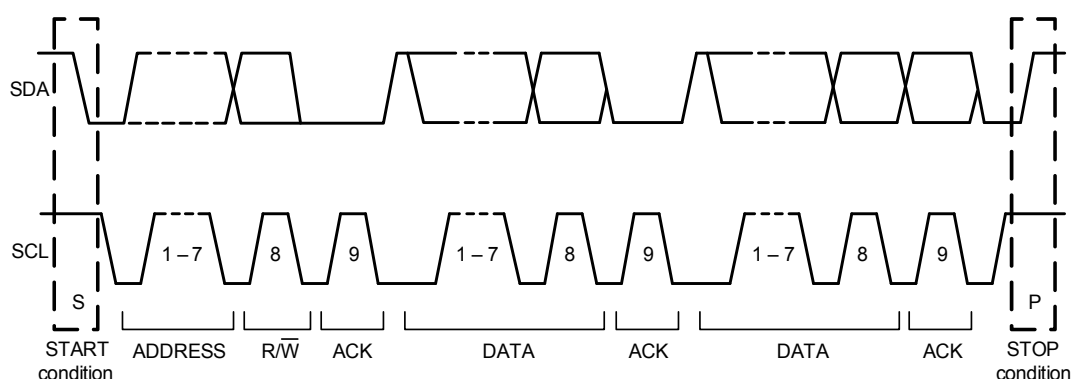 SDA
SCL
1 – 7
8
9
1 – 7
8
9
1 – 7
8
9
S
P
START
condition
ADDRESS
R/W̅
ACK
DATA
ACK
DATA
ACK
STOP
condition